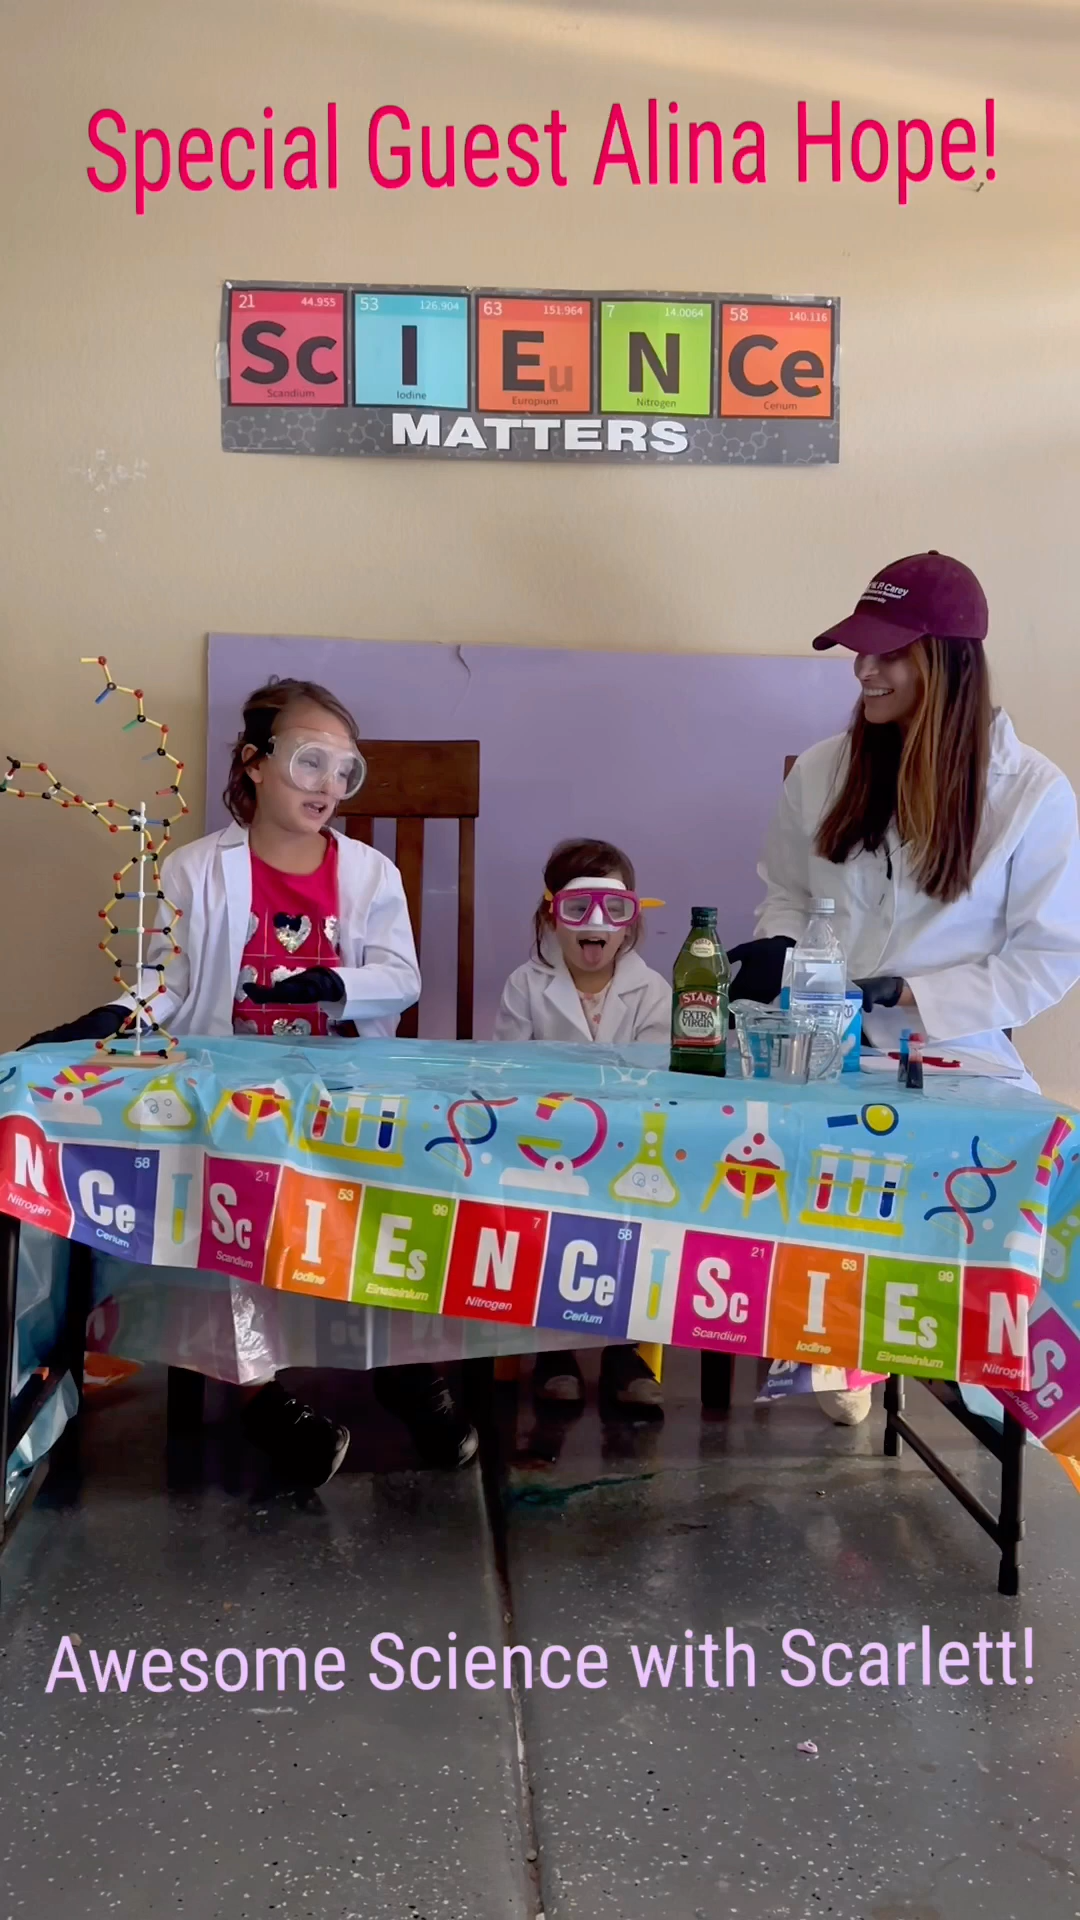 Special Guest Alina Hope!
21 44.955 53 126.904 63 151.964 7 14.0064 58 140.116
Sc I Eu N Ce
Scandium Iodine Europium Nitrogen Cerium
MATTERS
W. P. Carey
STAR
EXTRA
VIRGIN
58 21 53 99 7 58 21 53 99
N Ce Sc I Es N Ce Sc I Es N Sc
Nitrogen Cerium Scandium Iodine Einsteinium Nitrogen Cerium Scandium Iodine Einsteinium Nitrogen
Awesome Science with Scarlett!